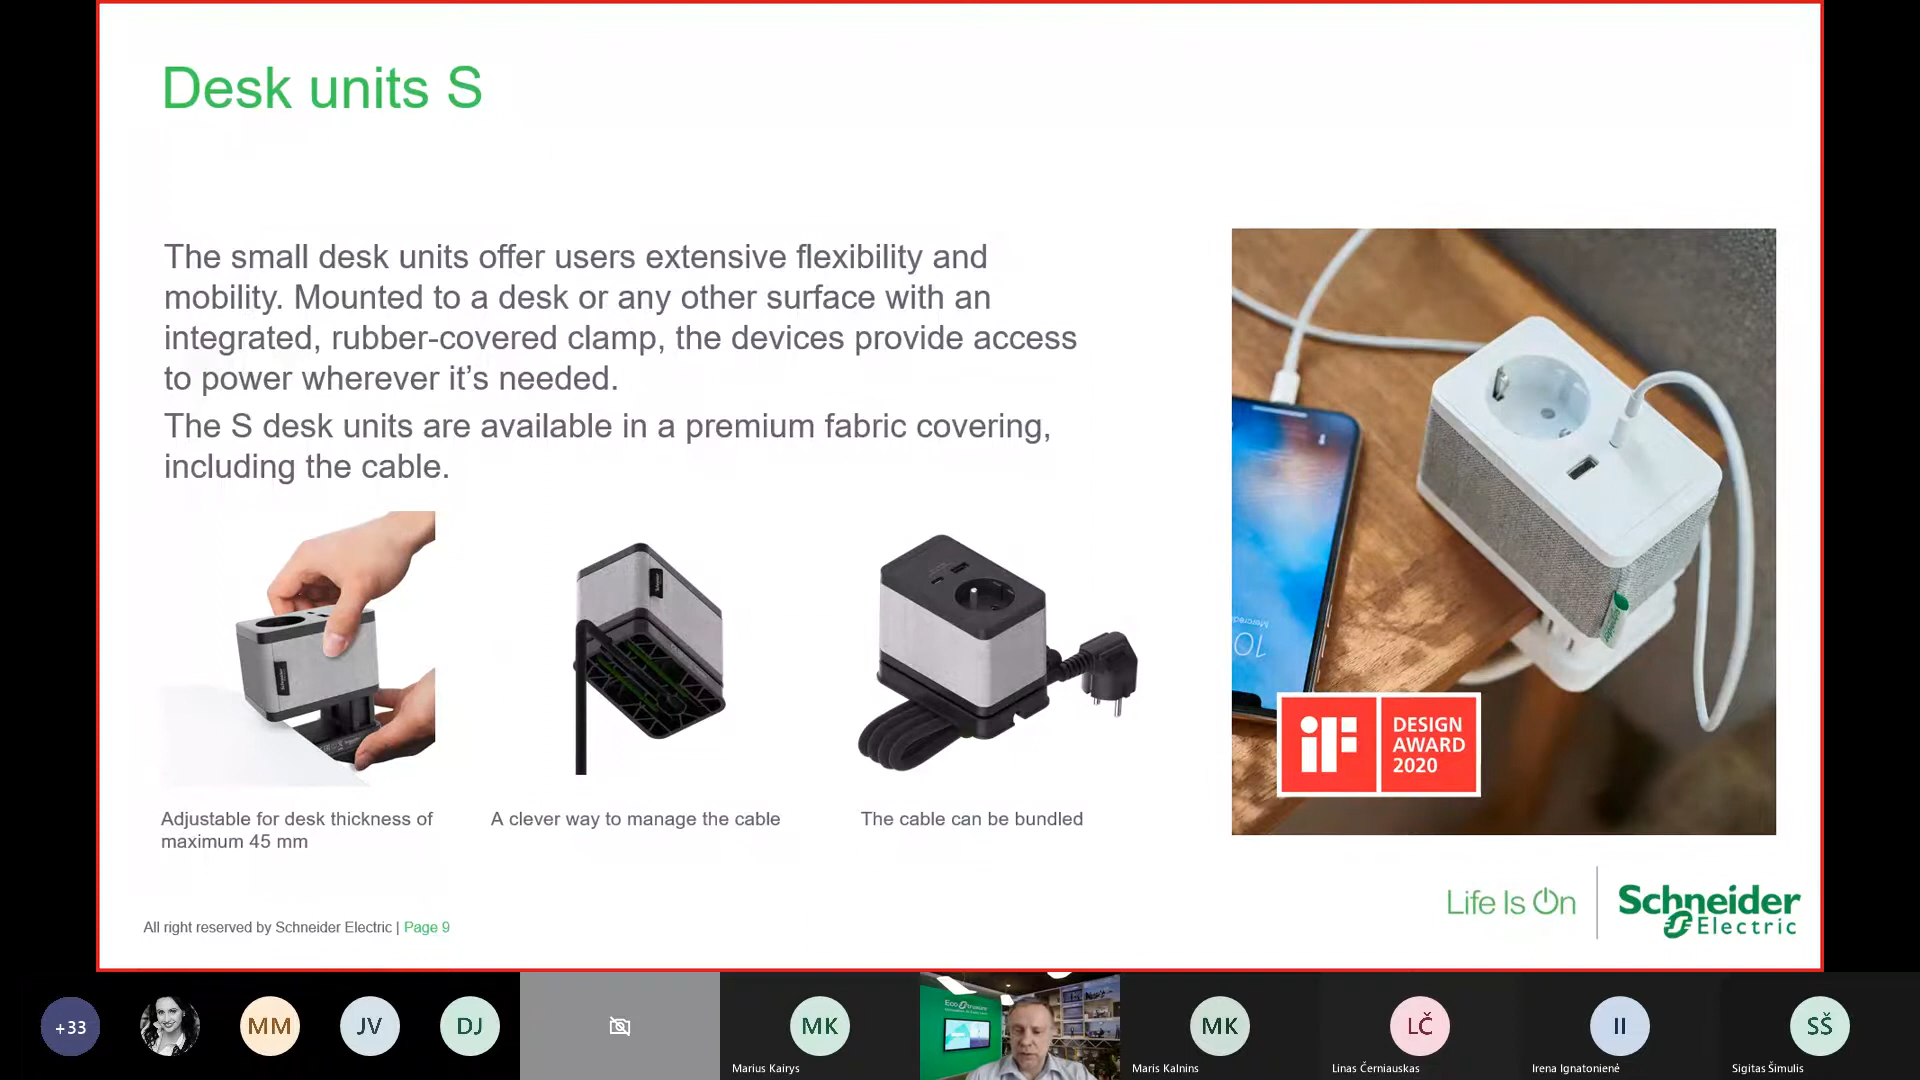 Desk units S
The small desk units offer users extensive flexibility and
mobility. Mounted to a desk or any other surface with an
integrated, rubber-covered clamp, the devices provide access
to power wherever it’s needed.
The S desk units are available in a premium fabric covering,
including the cable.
Adjustable for desk thickness of
maximum 45 mm
A clever way to manage the cable
The cable can be bundled
iF
DESIGN
AWARD
2020
Life Is On
Schneider
Electric
All right reserved by Schneider Electric | Page 9
+33
MM
JV
DJ
MK
Marius Kairys
MK
Maris Kalnins
LČ
Linas Černiauskas
II
Irena Ignatonienė
SŠ
Sigitas Šimulis